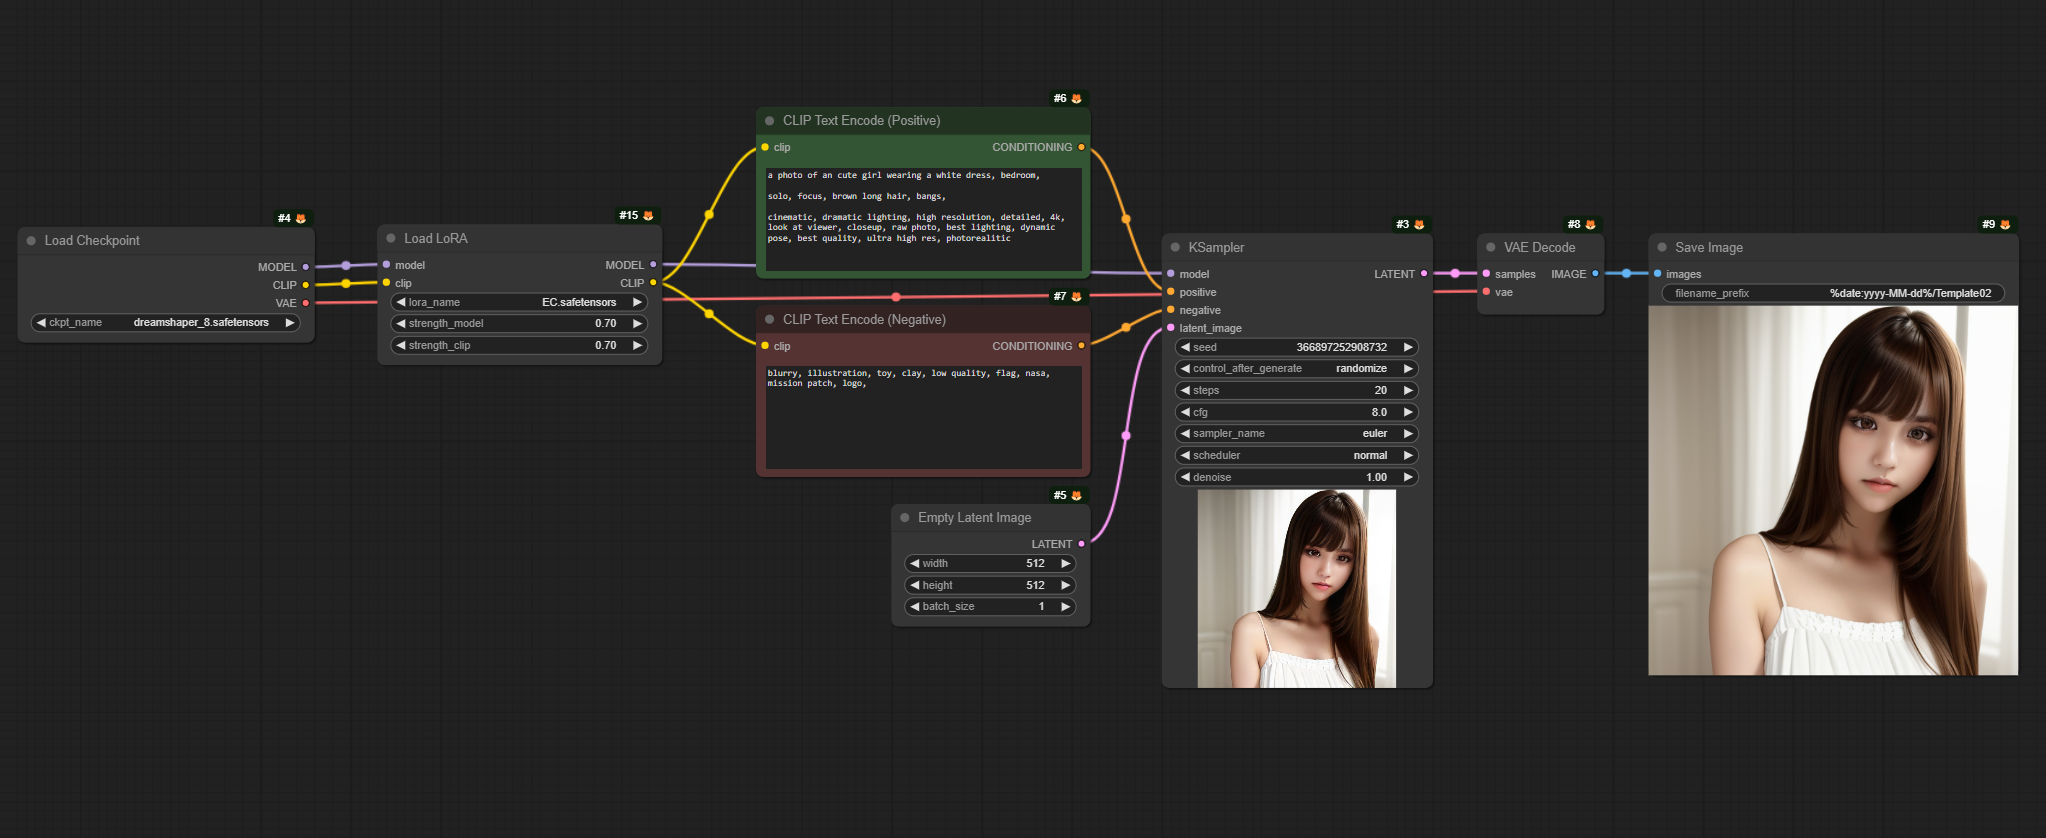 #4
Load Checkpoint
MODEL
CLIP
VAE
ckpt_name dreamshaper_8.safetensors
#15
Load LoRA
model MODEL
clip CLIP
lora_name EC.safetensors
strength_model 0.70
strength_clip 0.70
#6
CLIP Text Encode (Positive)
clip CONDITIONING
a photo of an cute girl wearing a white dress, bedroom,
solo, focus, brown long hair, bangs,
cinematic, dramatic lighting, high resolution, detailed, 4k,
look at viewer, closeup, raw photo, best lighting, dynamic
pose, best quality, ultra high res, photorealitic
#7
CLIP Text Encode (Negative)
clip CONDITIONING
blurry, illustration, toy, clay, low quality, flag, nasa,
mission patch, logo,
#5
Empty Latent Image
LATENT
width 512
height 512
batch_size 1
#3
KSampler
model LATENT
positive
negative
latent_image
seed 366897252908732
control_after_generate randomize
steps 20
cfg 8.0
sampler_name euler
scheduler normal
denoise 1.00
#8
VAE Decode
samples IMAGE
vae
#9
Save Image
images
filename_prefix %date:yyyy-MM-dd%/Template02